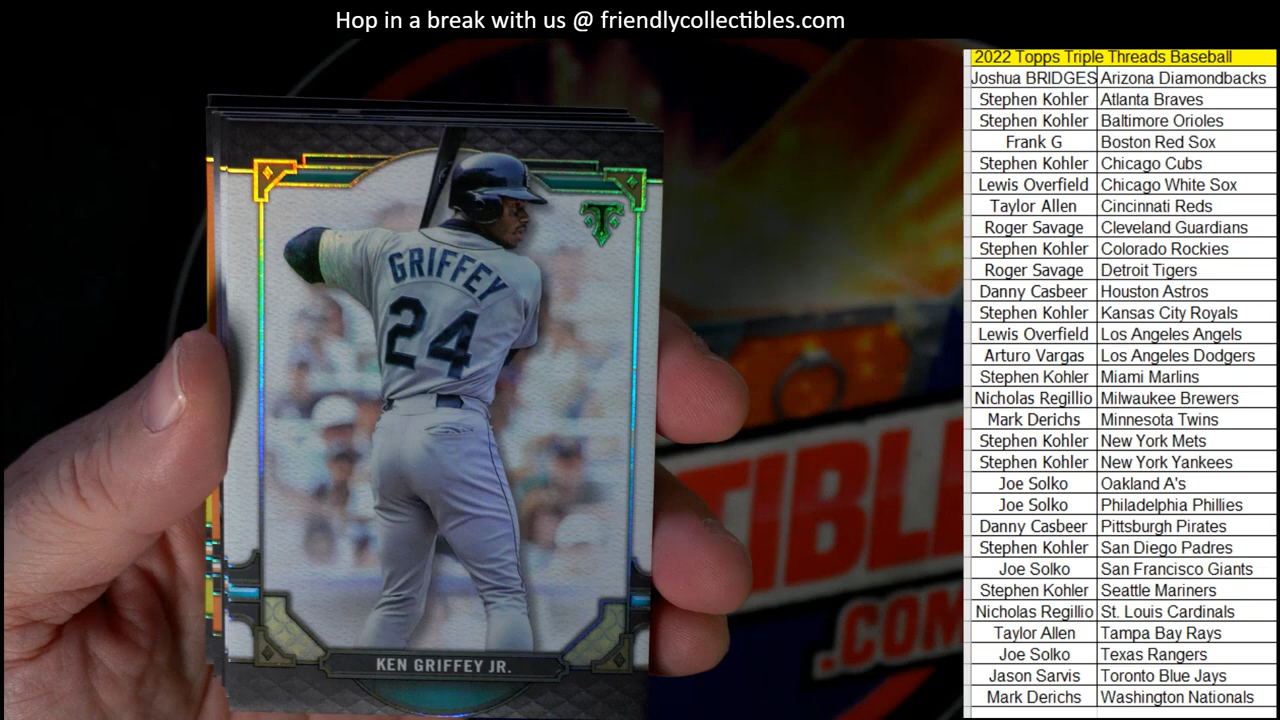 Hop in a break with us @ friendlycollectibles.com
2022 Topps Triple Threads Baseball
Joshua BRIDGES Arizona Diamondbacks
Stephen Kohler Atlanta Braves
Stephen Kohler Baltimore Orioles
Frank G Boston Red Sox
Stephen Kohler Chicago Cubs
Lewis Overfield Chicago White Sox
Taylor Allen Cincinnati Reds
Roger Savage Cleveland Guardians
Stephen Kohler Colorado Rockies
Roger Savage Detroit Tigers
Danny Casbeer Houston Astros
Stephen Kohler Kansas City Royals
Lewis Overfield Los Angeles Angels
Arturo Vargas Los Angeles Dodgers
Stephen Kohler Miami Marlins
Nicholas Regillio Milwaukee Brewers
Mark Derichs Minnesota Twins
Stephen Kohler New York Mets
Stephen Kohler New York Yankees
Joe Solko Oakland A's
Joe Solko Philadelphia Phillies
Danny Casbeer Pittsburgh Pirates
Stephen Kohler San Diego Padres
Joe Solko San Francisco Giants
Stephen Kohler Seattle Mariners
Nicholas Regillio St. Louis Cardinals
Taylor Allen Tampa Bay Rays
Joe Solko Texas Rangers
Jason Sarvis Toronto Blue Jays
Mark Derichs Washington Nationals
GRIFFEY
24
KEN GRIFFEY JR.
TIBLE
.COM